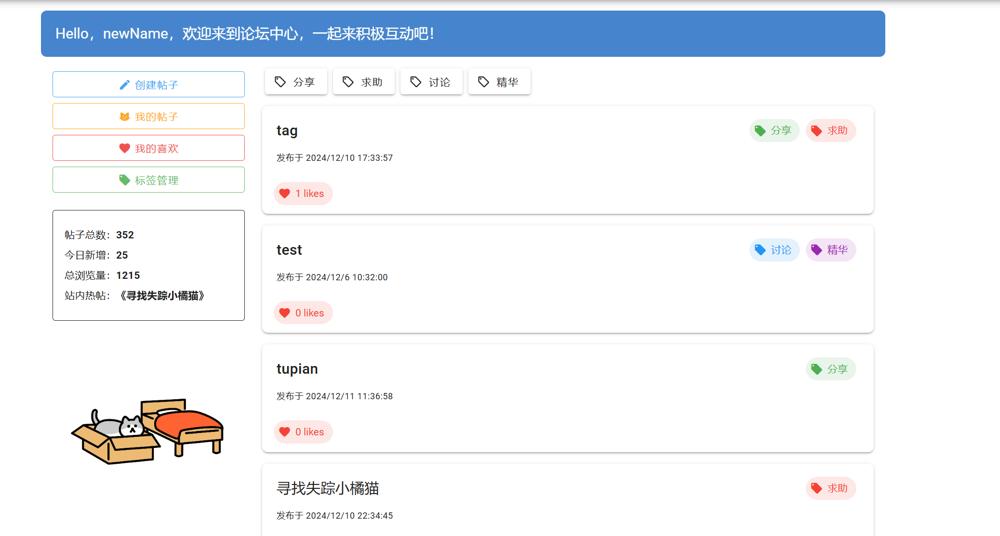 Hello，newName，欢迎来到论坛中心，一起来积极互动吧！
创建帖子
我的帖子
我的喜欢
标签管理
帖子总数：352
今日新增：25
总浏览量：1215
站内热帖：《寻找失踪小橘猫》
分享 求助 讨论 精华
tag 分享 求助
发布于 2024/12/10 17:33:57
1 likes
test 讨论 精华
发布于 2024/12/6 10:32:00
0 likes
tupian 分享
发布于 2024/12/11 11:36:58
0 likes
寻找失踪小橘猫 求助
发布于 2024/12/10 22:34:45